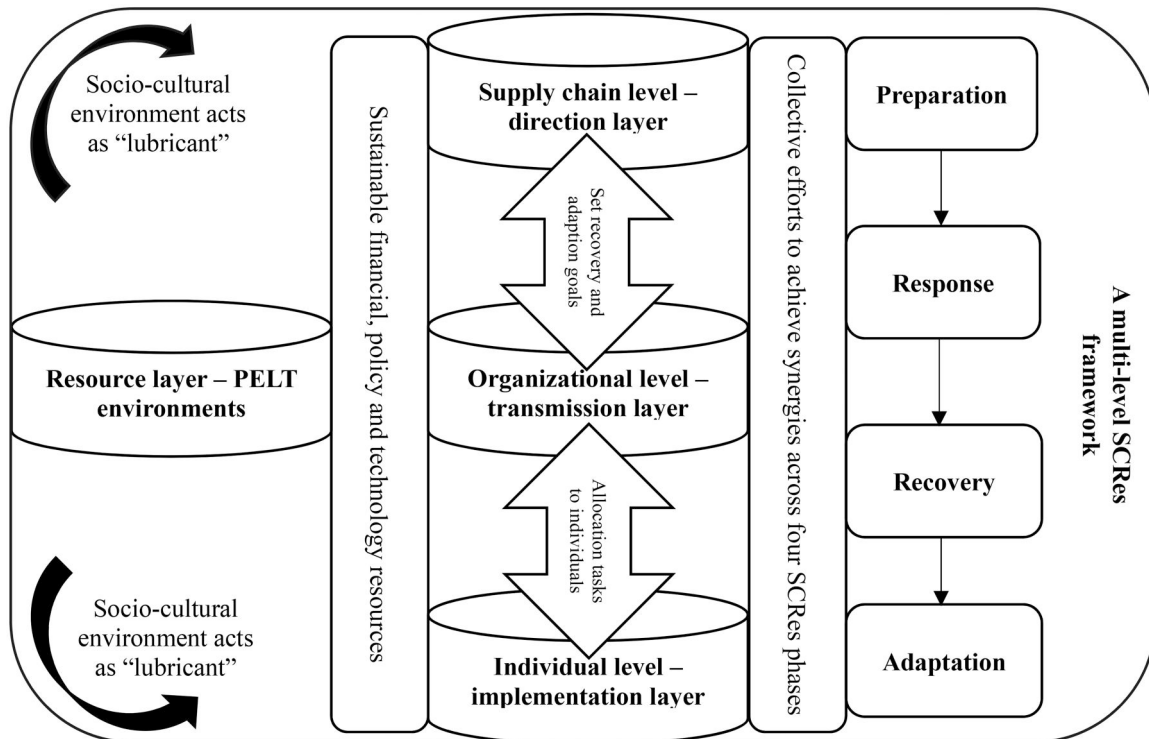 Socio-cultural
environment acts
as “lubricant”
Resource layer – PELT
environments
Socio-cultural
environment acts
as “lubricant”
Sustainable financial, policy and technology resources
Supply chain level –
direction layer
Set recovery and
adaption goals
Organizational level –
transmission layer
Allocation tasks
to individuals
Individual level –
implementation layer
Collective efforts to achieve synergies across four SCRes phases
Preparation
Response
Recovery
Adaptation
A multi-level SCRes
framework